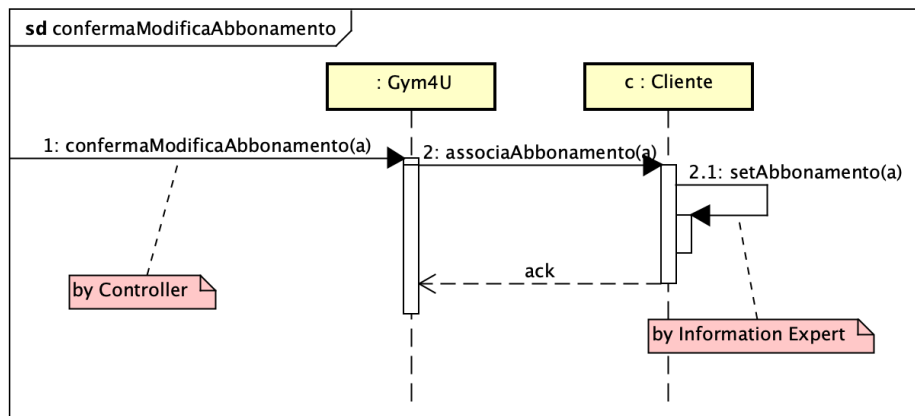 sd confermaModificaAbbonamento
: Gym4U
c : Cliente
1: confermaModificaAbbonamento(a)
2: associaAbbonamento(a)
2.1: setAbbonamento(a)
ack
by Controller
by Information Expert